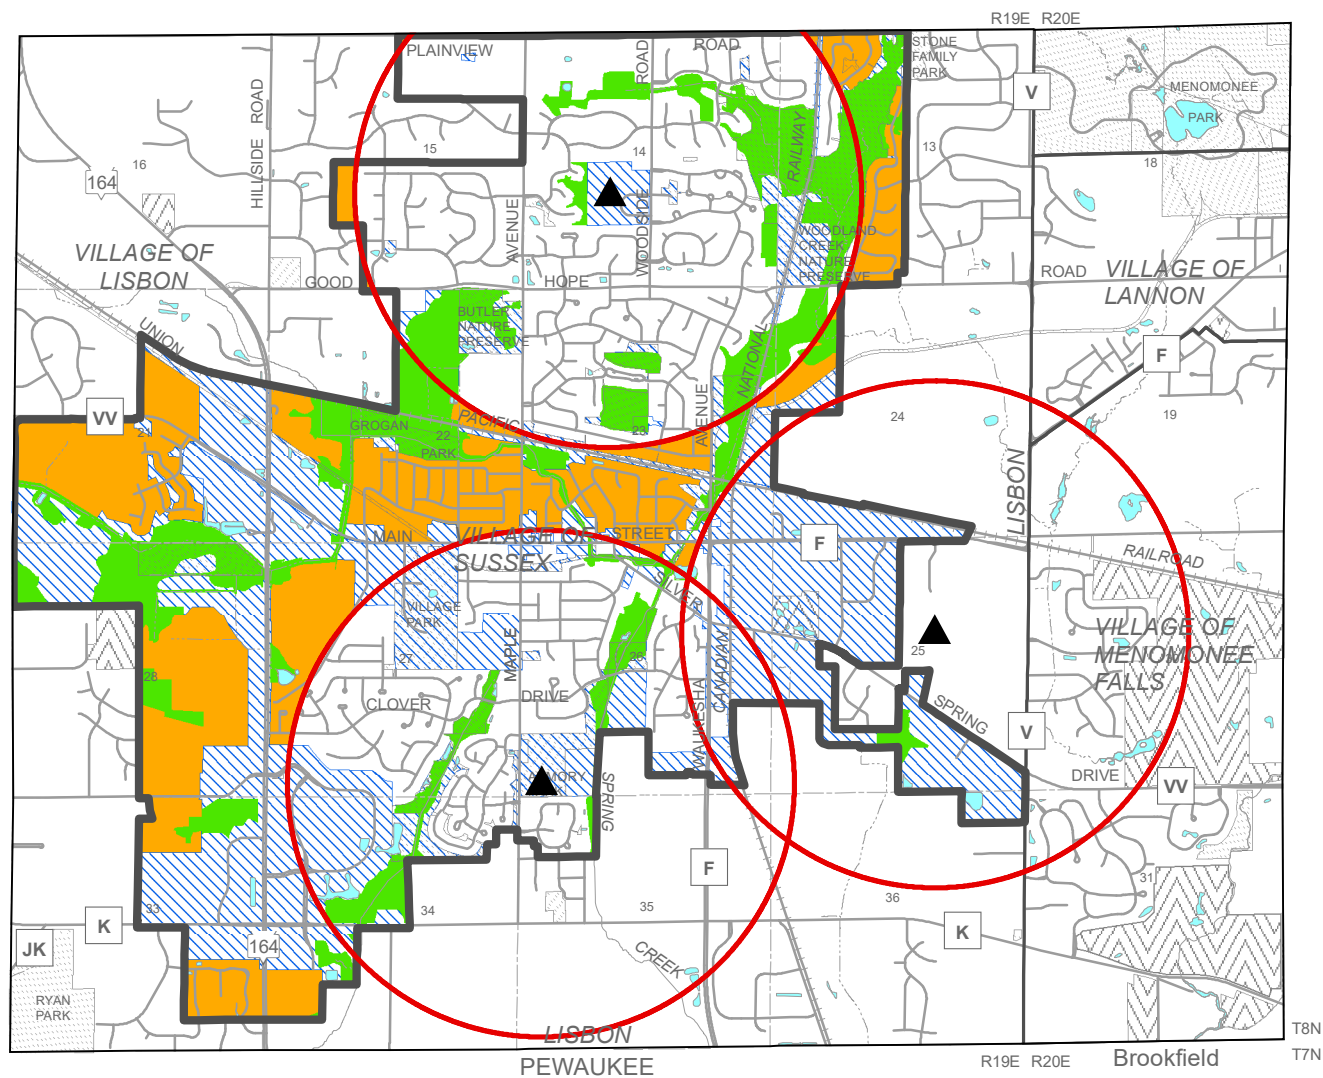 R19E R20E
PLAINVIEW
ROAD
ROAD
STONE
FAMILY
PARK
HILLSIDE ROAD
V
MENOMONEE
PARK
RAILWAY
16
15
14
13
18
164
AVENUE
WOODSIDE
WOODLAND
CREEK
NATURE
PRESERVE
VILLAGE OF
LISBON
GOOD
HOPE
ROAD
VILLAGE OF
LANNON
UNION
BUTLER
NATURE
PRESERVE
NATIONAL
F
VV
PACIFIC
AVENUE
GROGAN
PARK
21
22
23
24
19
LISBON
MAIN
VILLAGE OF
SUSSEX
STREET
F
RAILROAD
SILVER
VILLAGE
PARK
MAPLE
CANADIAN
VILLAGE OF
MENOMONEE
FALLS
28
27
26
25
CLOVER
DRIVE
WAUKESHA
SPRING
V
ARMORY
SPRING
DRIVE
VV
F
31
33
34
35
36
K
K
JK
164
CREEK
RYAN
PARK
LISBON
PEWAUKEE
R19E R20E
Brookfield
T8N
T7N